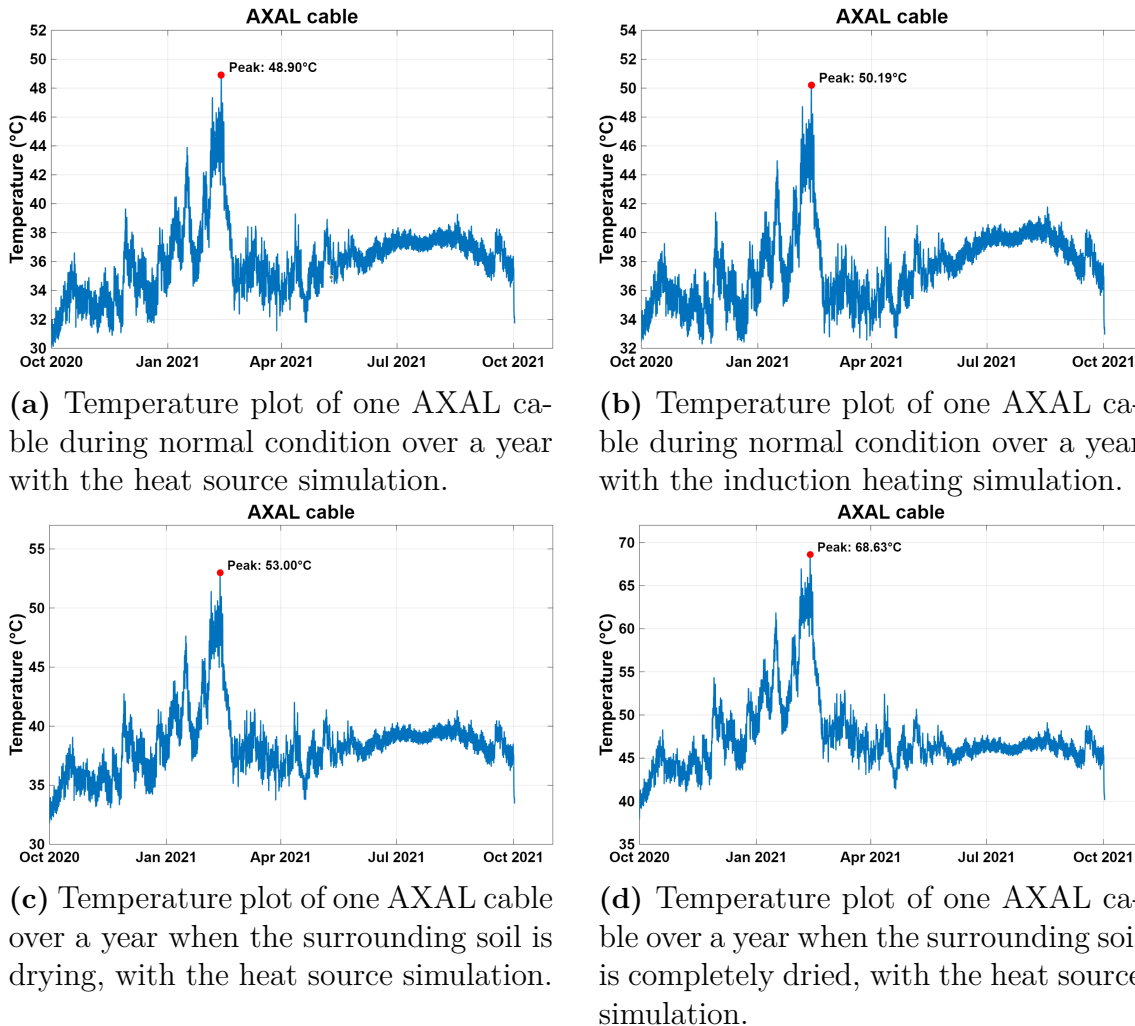 AXAL cable
52
50
48
46
44
42
40
38
36
34
32
30
Temperature (°C)
Peak: 48.90°C
Oct 2020 Jan 2021 Apr 2021 Jul 2021 Oct 2021
(a) Temperature plot of one AXAL ca-
ble during normal condition over a year
with the heat source simulation.
AXAL cable
54
52
50
48
46
44
42
40
38
36
34
32
Temperature (°C)
Peak: 50.19°C
Oct 2020 Jan 2021 Apr 2021 Jul 2021 Oct 2021
(b) Temperature plot of one AXAL ca-
ble during normal condition over a year
with the induction heating simulation.
AXAL cable
55
50
45
40
35
30
Temperature (°C)
Peak: 53.00°C
Oct 2020 Jan 2021 Apr 2021 Jul 2021 Oct 2021
(c) Temperature plot of one AXAL cable
over a year when the surrounding soil is
drying, with the heat source simulation.
AXAL cable
70
65
60
55
50
45
40
35
Temperature (°C)
Peak: 68.63°C
Oct 2020 Jan 2021 Apr 2021 Jul 2021 Oct 2021
(d) Temperature plot of one AXAL ca-
ble over a year when the surrounding soil
is completely dried, with the heat source
simulation.